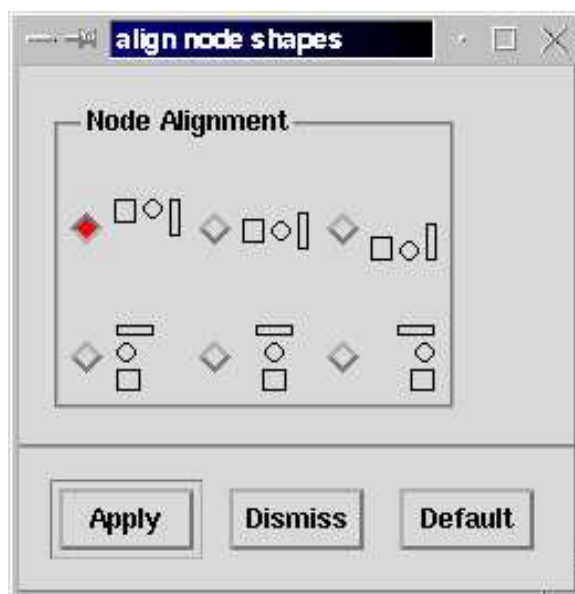 align node shapes
Node Alignment
Apply
Dismiss
Default